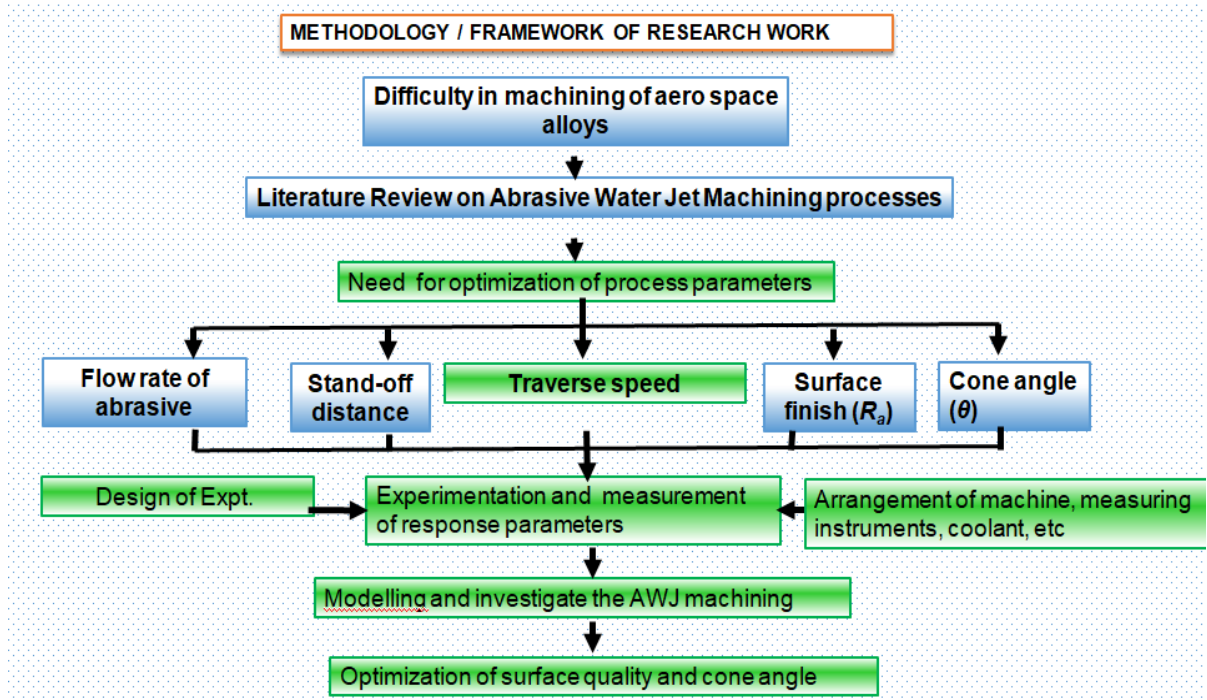 METHODOLOGY / FRAMEWORK OF RESEARCH WORK
Difficulty in machining of aero space
alloys
Literature Review on Abrasive Water Jet Machining processes
Need for optimization of process parameters
Flow rate of
abrasive
Stand-off
distance
Traverse speed
Surface
finish (Ra)
Cone angle
(θ)
Design of Expt.
Experimentation and measurement
of response parameters
Arrangement of machine, measuring
instruments, coolant, etc
Modelling and investigate the AWJ machining
Optimization of surface quality and cone angle